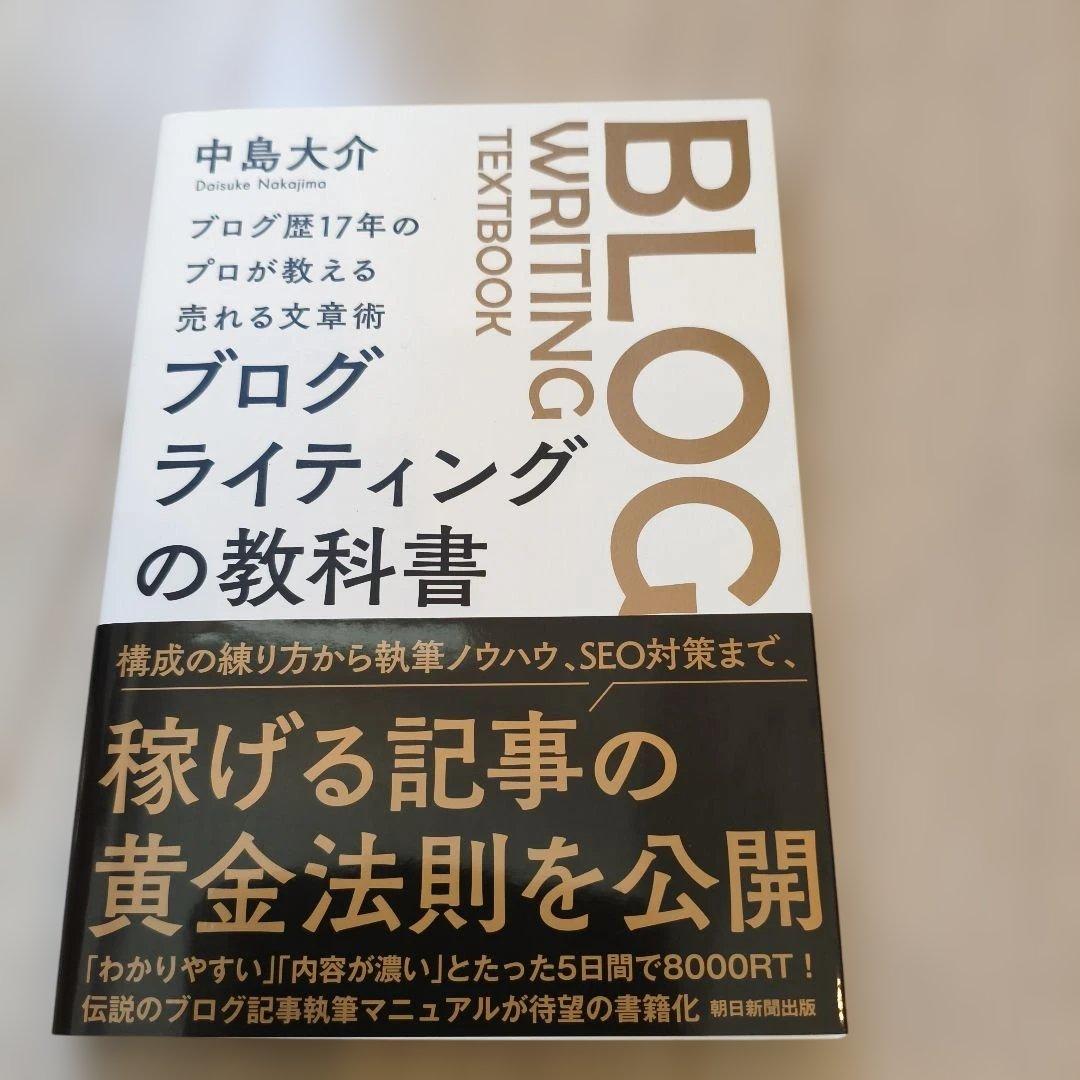 中島大介
Daisuke Nakajima
ブログ歴17年の
プロが教える
売れる文章術
ブログ
ライティング
の教科書
BLOG
WRITING
TEXTBOOK
構成の練り方から執筆ノウハウ、SEO対策まで、
稼げる記事の
黄金法則を公開
「わかりやすい」「内容が濃い」とたった5日間で8000RT！
伝説のブログ記事執筆マニュアルが待望の書籍化 朝日新聞出版